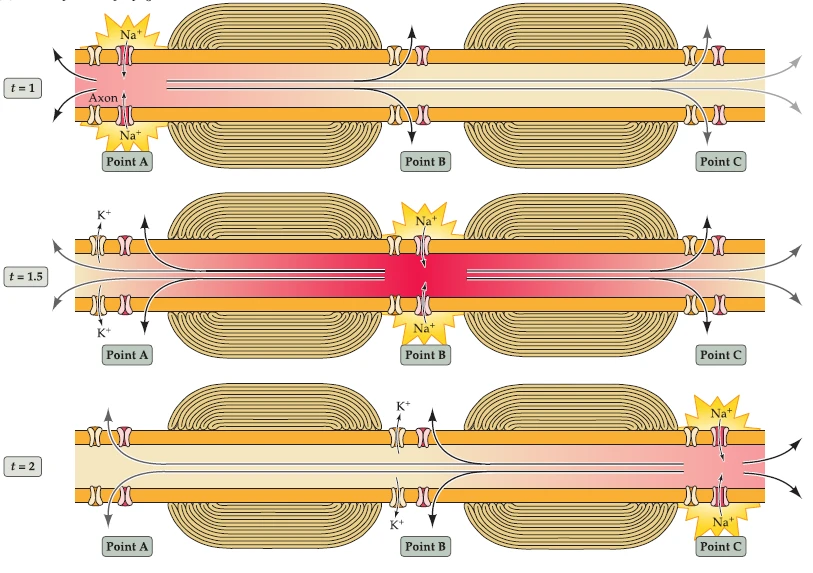 Na⁺
t = 1
Axon
Na⁺
Point A
Point B
Point C
K⁺
Na⁺
t = 1.5
K⁺
Na⁺
Point A
Point B
Point C
K⁺
Na⁺
t = 2
K⁺
Na⁺
Point A
Point B
Point C